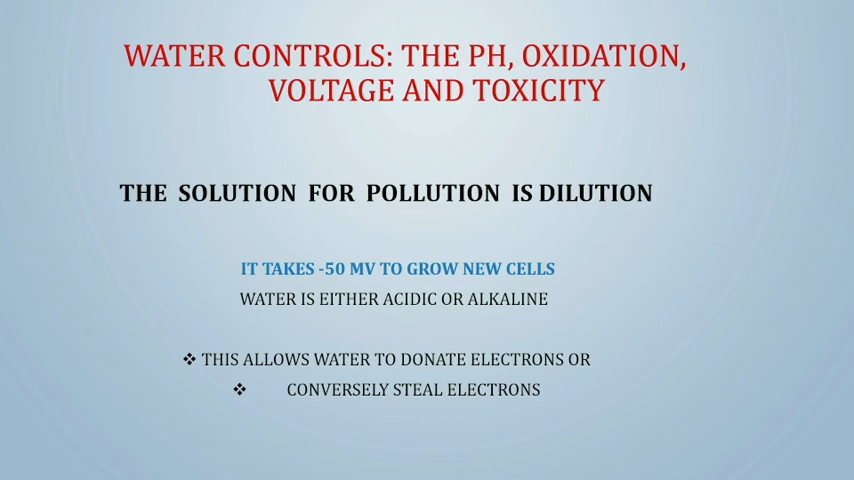 WATER CONTROLS: THE PH, OXIDATION,
VOLTAGE AND TOXICITY
THE SOLUTION FOR POLLUTION IS DILUTION
IT TAKES -50 MV TO GROW NEW CELLS
WATER IS EITHER ACIDIC OR ALKALINE
❖ THIS ALLOWS WATER TO DONATE ELECTRONS OR
❖ CONVERSELY STEAL ELECTRONS